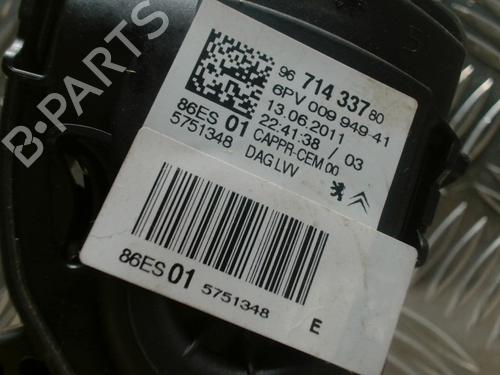 B-PARTS
96 714 337 80
6PV 009 949-41
13.06.2011
22:41:38 / 03
86ES 01 CAPPR-CEM 00
5751348 DAG LVV
86ES 01 5751348 E